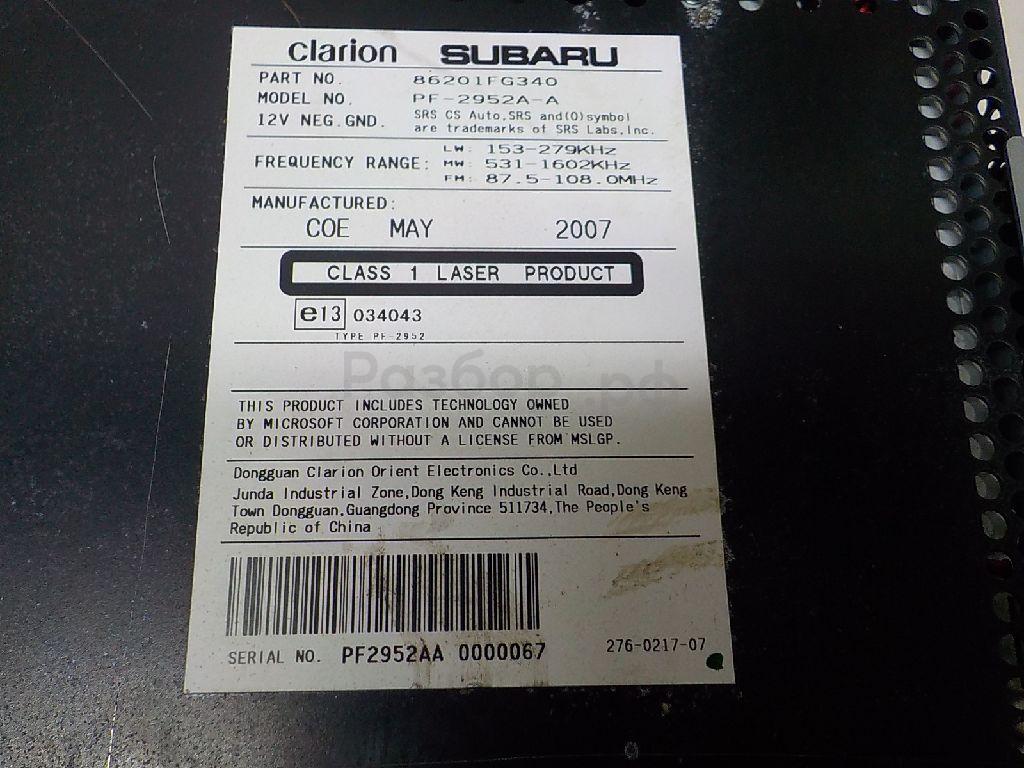 clarion SUBARU
PART NO. 86201FG340
MODEL NO. PF-2952A-A
12V NEG.GND. SRS CS Auto,SRS and(O)symbol
are trademarks of SRS Labs,Inc.
LW: 153-279KHz
FREQUENCY RANGE: MW: 531-1602KHz
FM: 87.5-108.0MHz
MANUFACTURED:
COE MAY 2007
CLASS 1 LASER PRODUCT
e13 034043
TYPE PF-2952
Разбор.рф
THIS PRODUCT INCLUDES TECHNOLOGY OWNED
BY MICROSOFT CORPORATION AND CANNOT BE USED
OR DISTRIBUTED WITHOUT A LICENSE FROM MSLGP.
Dongguan Clarion Orient Electronics Co.,Ltd
Junda Industrial Zone,Dong Keng Industrial Road,Dong Keng
Town Dongguan,Guangdong Province 511734,The People's
Republic of China
SERIAL NO. PF2952AA 0000067
276-0217-07